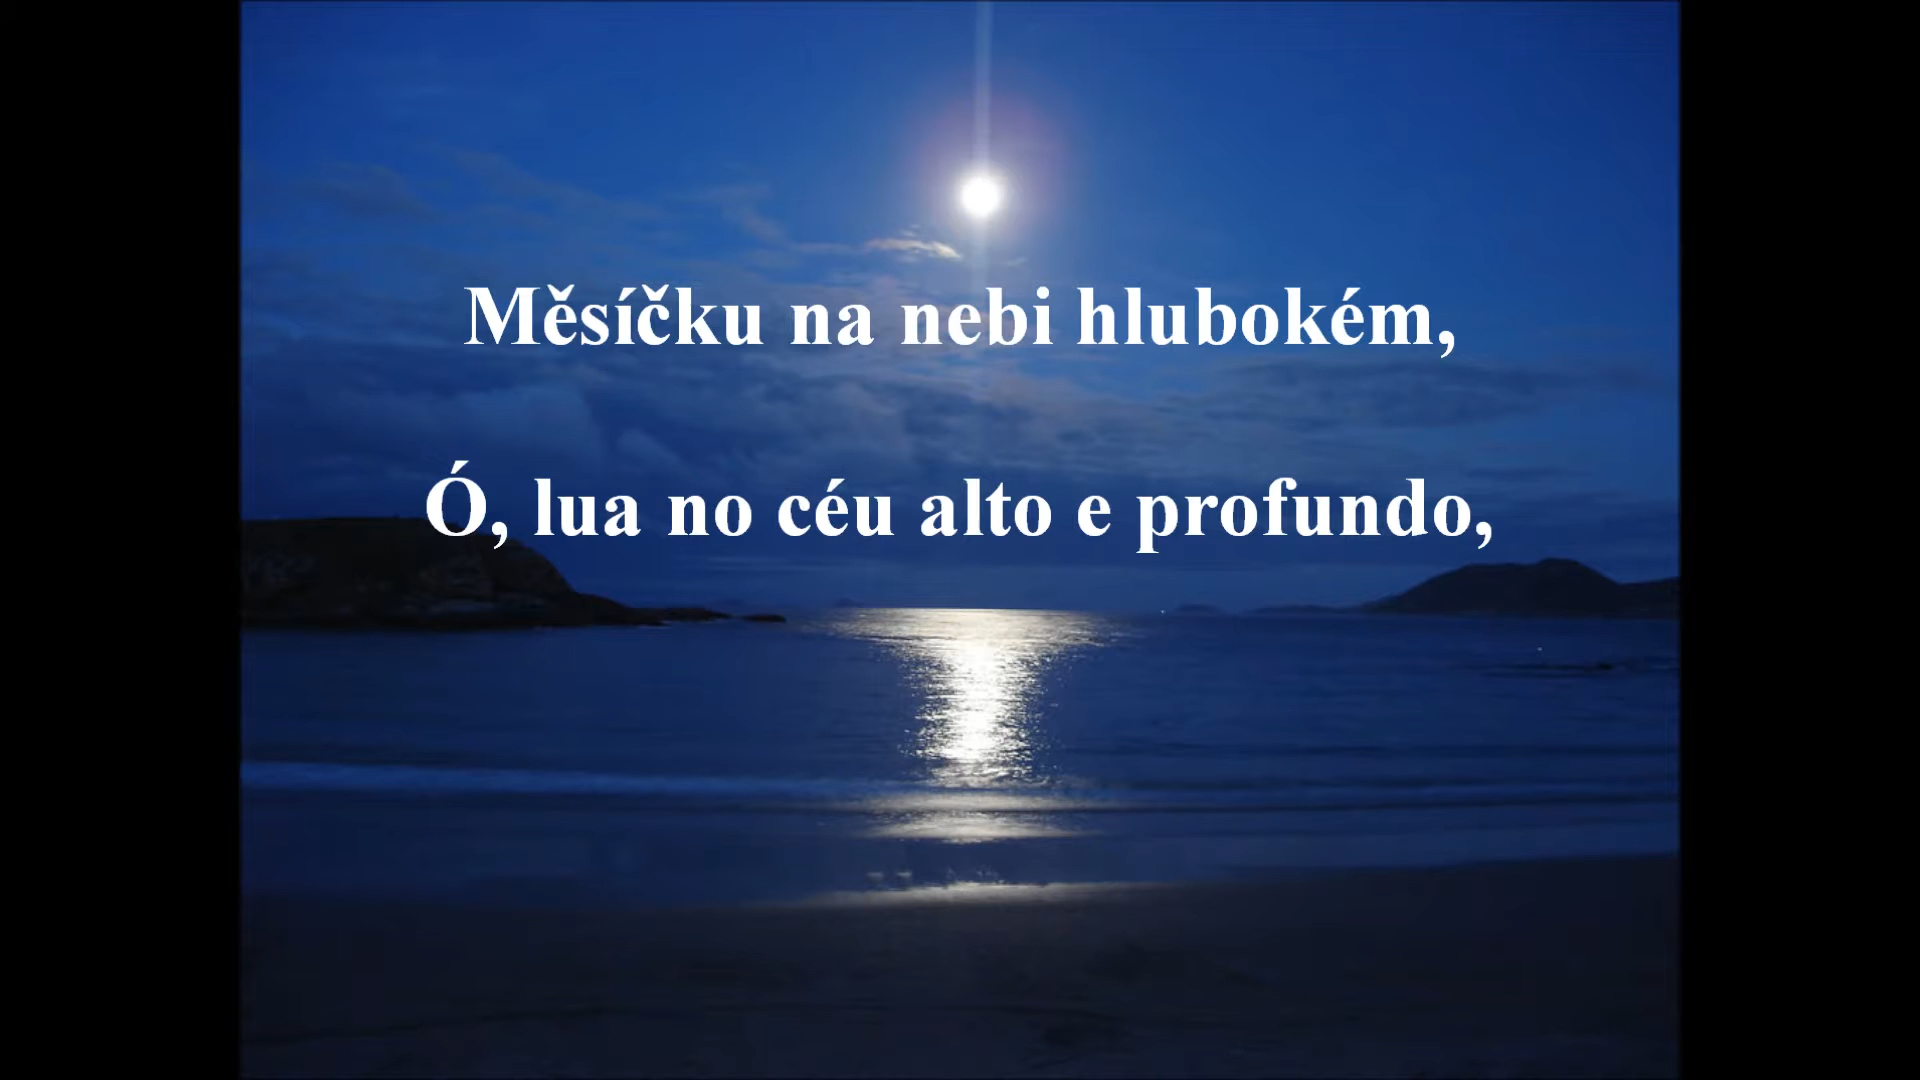 Měsíčku na nebi hlubokém,
Ó, lua no céu alto e profundo,